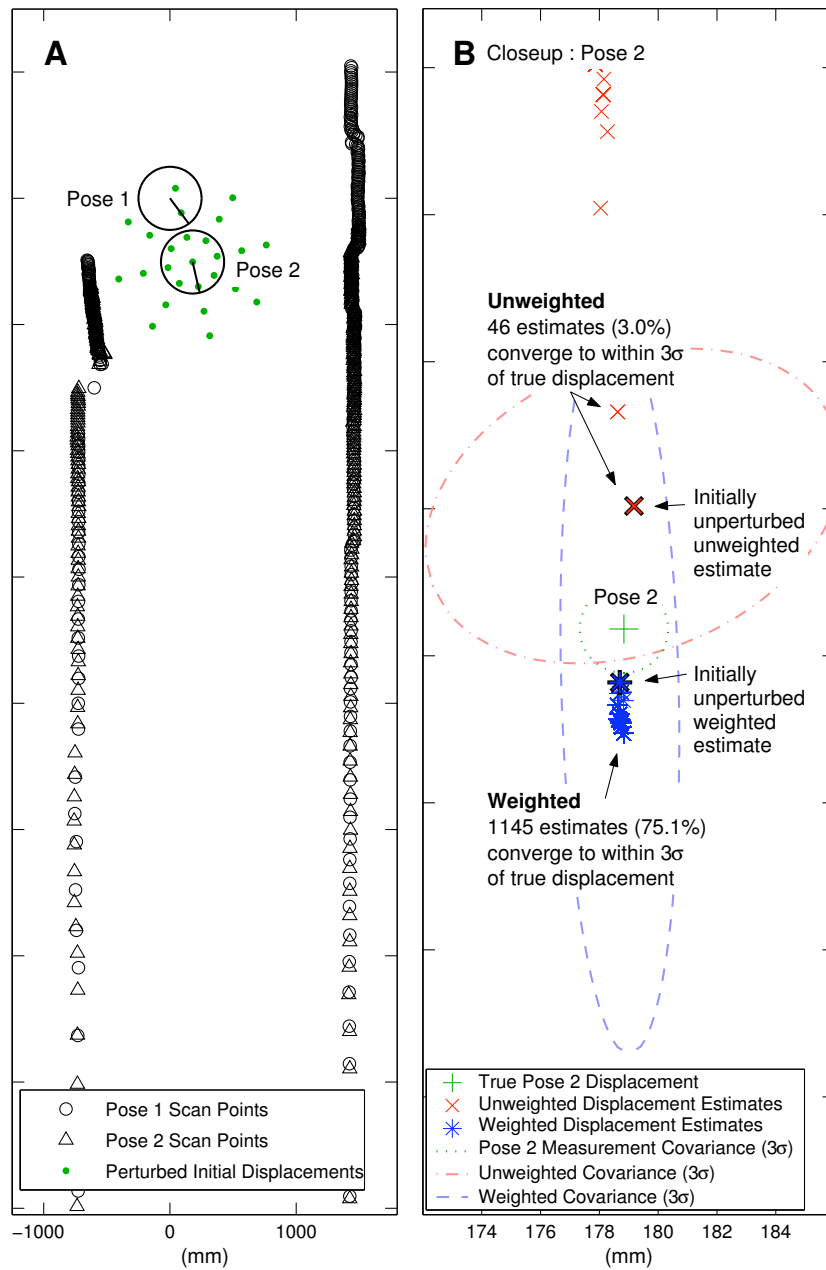 A
Pose 1
Pose 2
Pose 1 Scan Points
Pose 2 Scan Points
Perturbed Initial Displacements
−1000
0
1000
(mm)
B Closeup : Pose 2
Unweighted
46 estimates (3.0%)
converge to within 3σ
of true displacement
Initially
unperturbed
unweighted
estimate
Pose 2
Initially
unperturbed
weighted
estimate
Weighted
1145 estimates (75.1%)
converge to within 3σ
of true displacement
True Pose 2 Displacement
Unweighted Displacement Estimates
Weighted Displacement Estimates
Pose 2 Measurement Covariance (3σ)
Unweighted Covariance (3σ)
Weighted Covariance (3σ)
174
176
178
180
182
184
(mm)